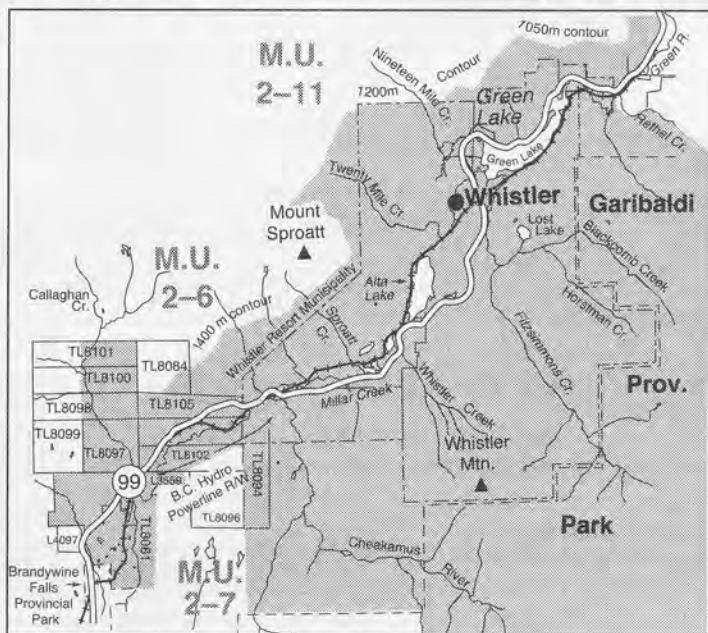 1050m contour
M.U.
2–11
Nineteen Mile Cr.
Contour
1200m
Green R.
Green
Lake
Green Lake
Rethel Cr.
Twenty Mile Cr.
Whistler
Garibaldi
Lost
Lake
Blackcomb Creek
Mount
Sproatt
M.U.
2–6
Callaghan
Cr.
Alta
Lake
Horstman Cr.
1400 m contour
Whistler Resort Municipality
Sproatt
Cr.
Fitzsimmons Cr.
TL8101
TL8084
TL8100
Prov.
TL8098
TL8105
Millar Creek
Whistler Creek
TL8099
TL8097
TL8102
Whistler
Mtn.
99
L3559
B.C. Hydro
Powerline R/W
TL8094
TL8096
Park
L4097
TL8061
Cheakamus
River
Brandywine
Falls
Provincial
Park
M.U.
2–7